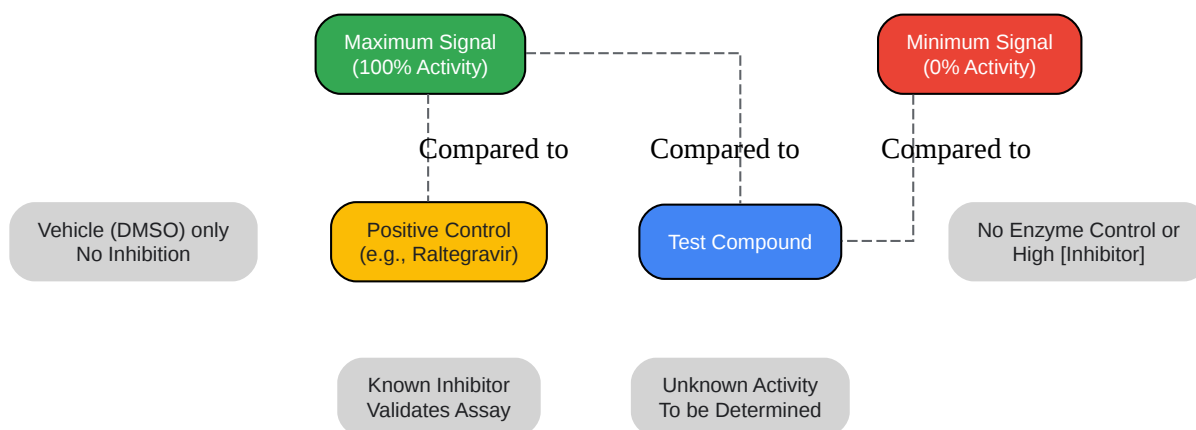 Maximum Signal
(100% Activity)
Minimum Signal
(0% Activity)
Compared to
Compared to
Compared to
Vehicle (DMSO) only
No Inhibition
Positive Control
(e.g., Raltegravir)
Test Compound
No Enzyme Control or
High [Inhibitor]
Known Inhibitor
Validates Assay
Unknown Activity
To be Determined